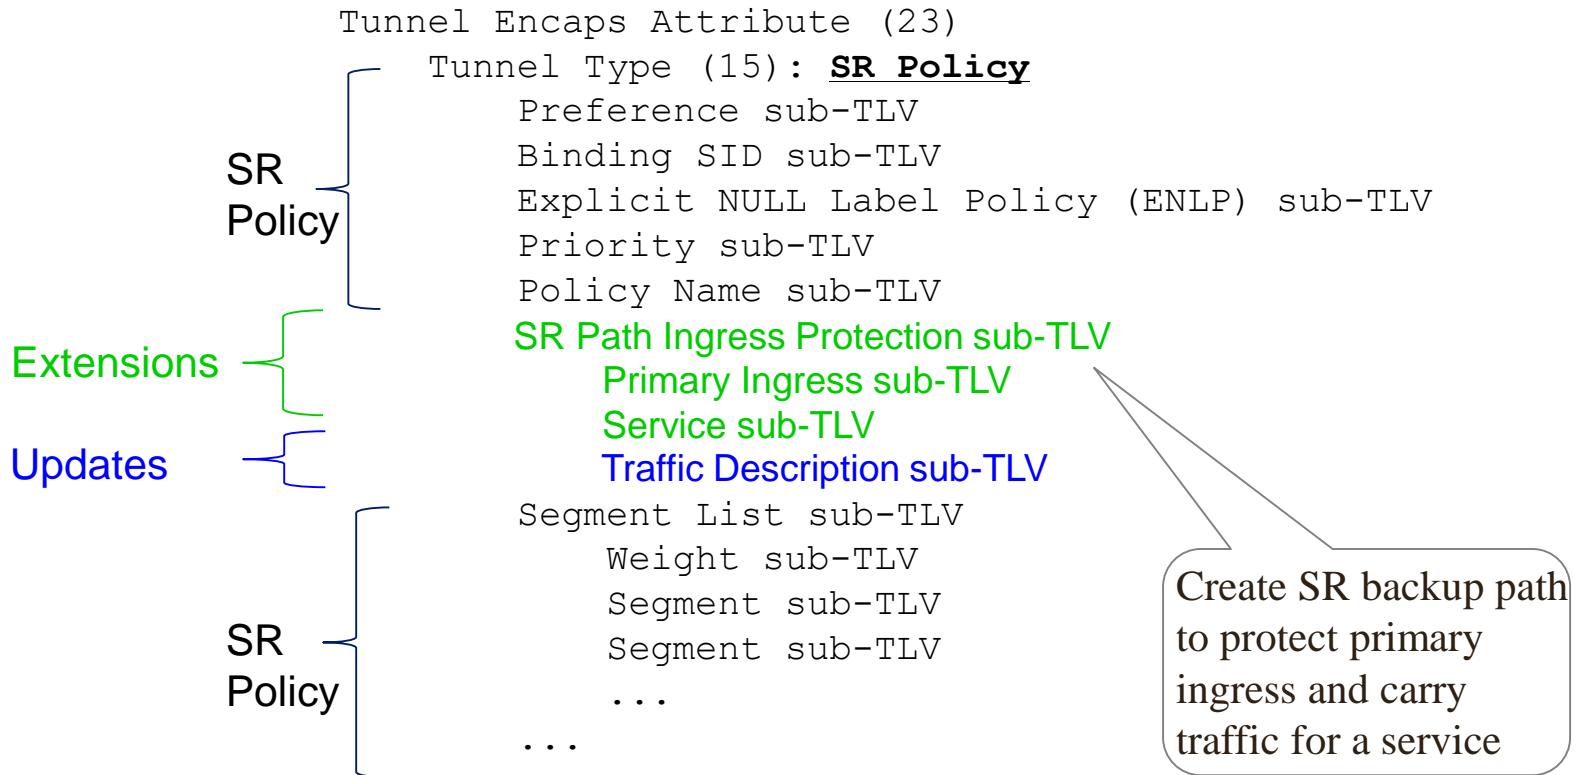 Tunnel Encaps Attribute (23)
Tunnel Type (15): SR Policy
Preference sub-TLV
Binding SID sub-TLV
Explicit NULL Label Policy (ENLP) sub-TLV
Priority sub-TLV
Policy Name sub-TLV
SR
Policy
SR Path Ingress Protection sub-TLV
Primary Ingress sub-TLV
Service sub-TLV
Extensions
Traffic Description sub-TLV
Updates
Segment List sub-TLV
Weight sub-TLV
Segment sub-TLV
Segment sub-TLV
...
...
SR
Policy
Create SR backup path
to protect primary
ingress and carry
traffic for a service